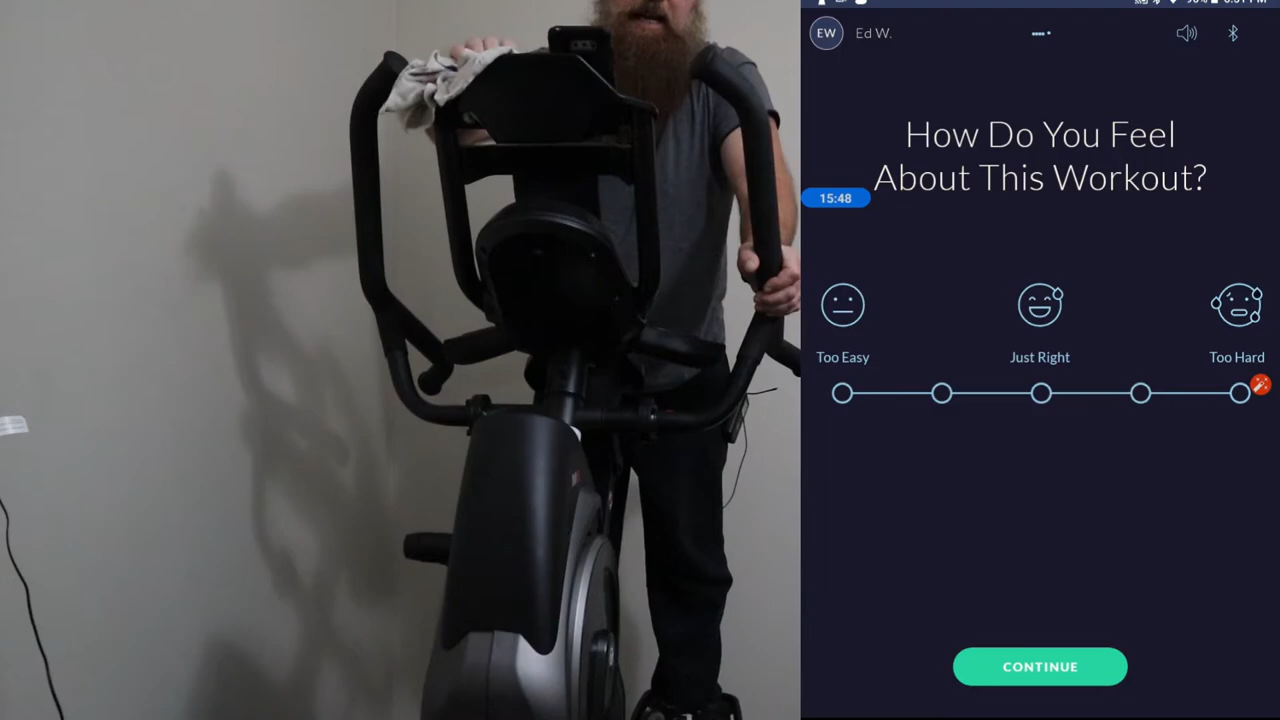 EW Ed W.
How Do You Feel
About This Workout?
15:48
Too Easy Just Right Too Hard
CONTINUE